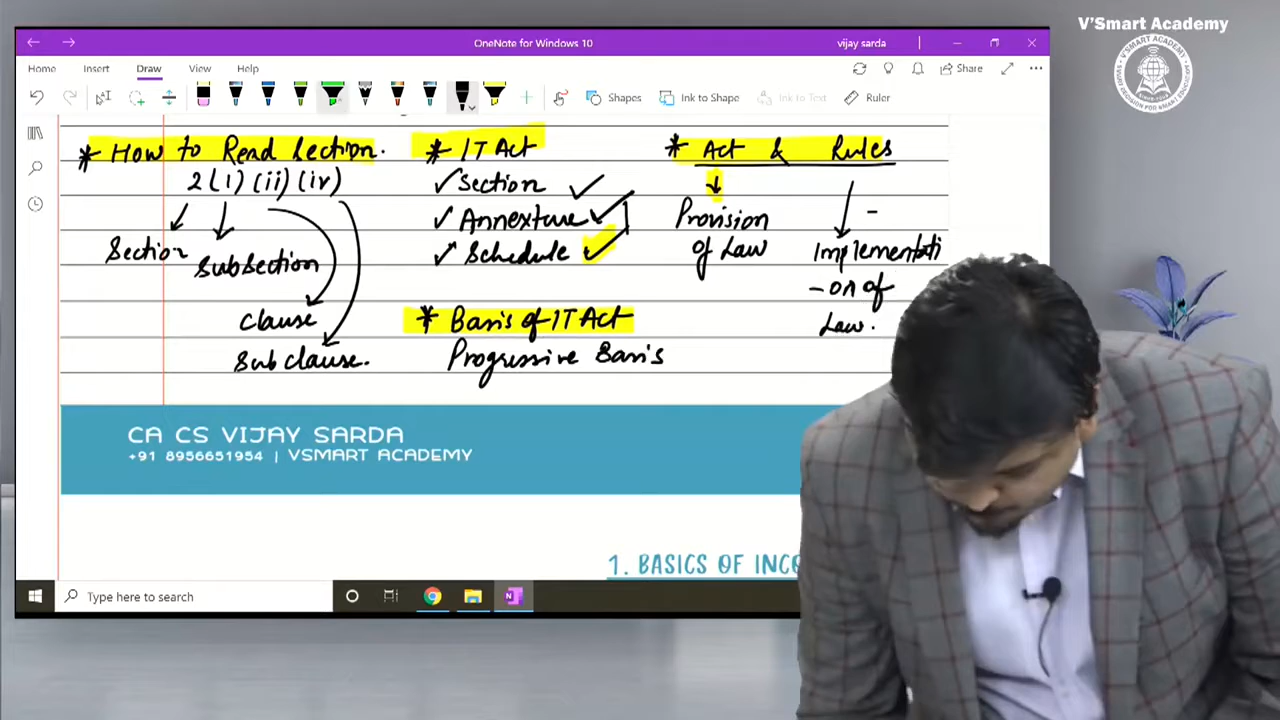 V'Smart Academy
OneNote for Windows 10
vijay sarda
Home Insert Draw View Help
Share
Shapes Ink to Shape Ink to Text Ruler
* How to Read Section.
2(i)(ii)(iv)
Section
SubSection
Clause
Sub clause.
* IT Act
Section
Annexture
Schedule
* Basis of IT Act
Progressive Basis
* Act & Rules
Provision
of Law
Implementati
-on of
Law.
CA CS VIJAY SARDA
+91 8956651954 | VSMART ACADEMY
1. BASICS OF INCO
Type here to search